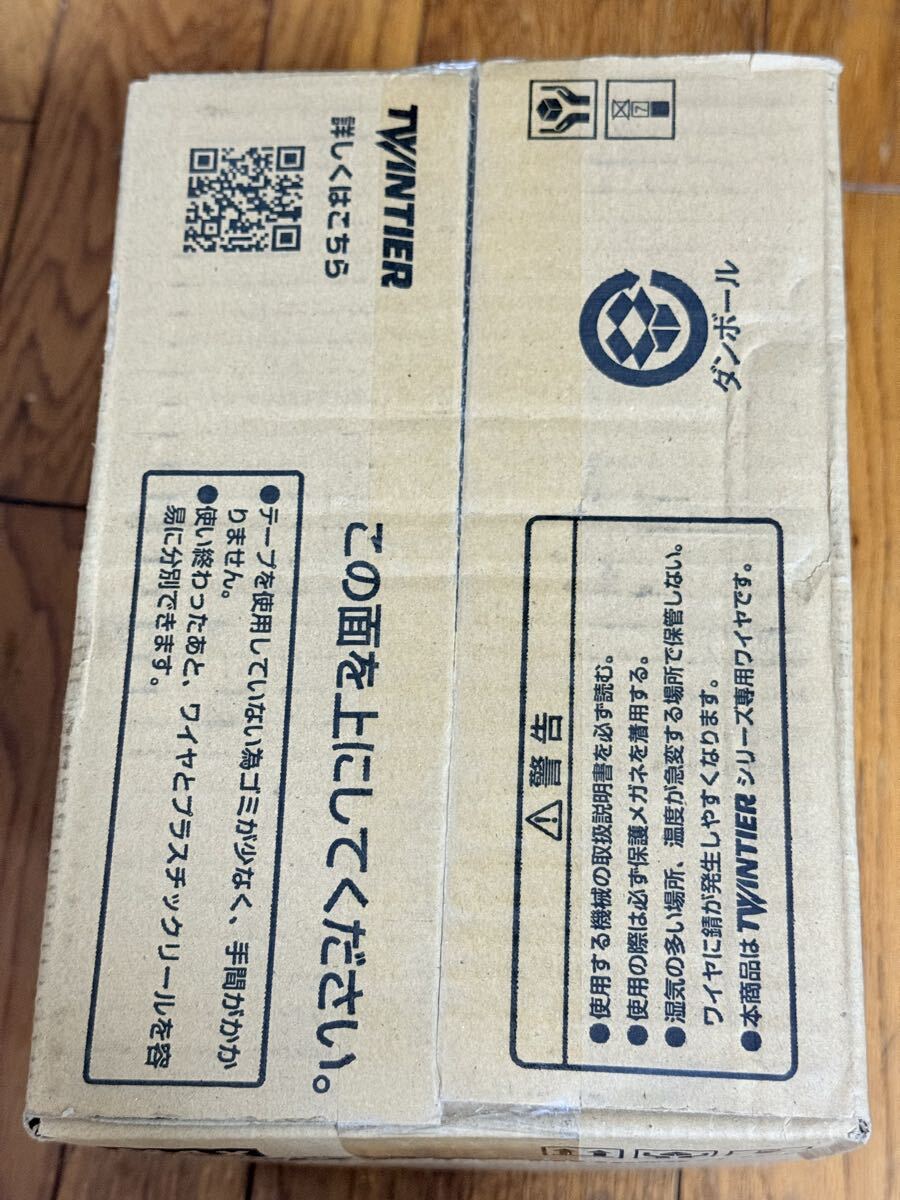 TWINTIER
詳しくはこちら
この面を上にしてください。
●テープを使用していない為ゴミが少なく、手間がかか
りません。
●使い終わったあと、ワイヤとプラスチックリールを容
易に分別できます。
7
ダンボール
警告
●使用する機械の取扱説明書を必ず読む。
●使用の際は必ず保護メガネを着用する。
●湿気の多い場所、温度が急変する場所で保管しない。
ワイヤに錆が発生しやすくなります。
●本商品は TWINTIER シリーズ専用ワイヤです。